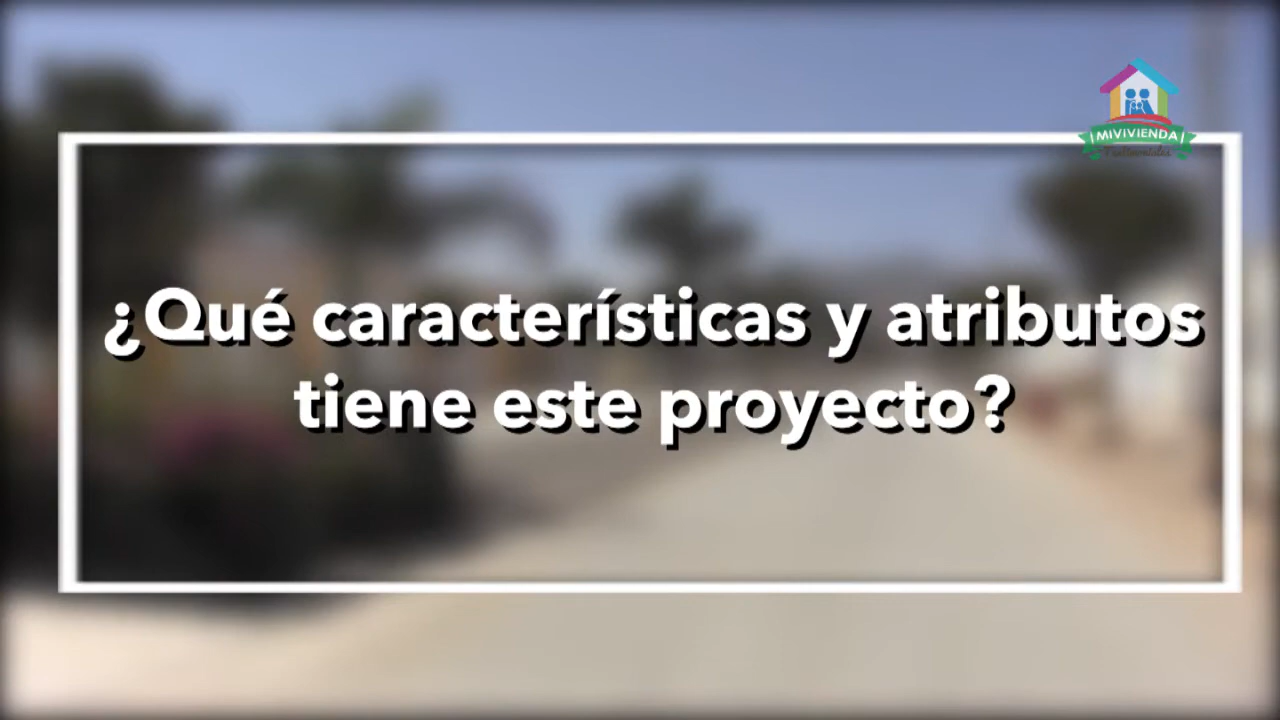 MIVIVIENDA
¿Qué características y atributos
tiene este proyecto?